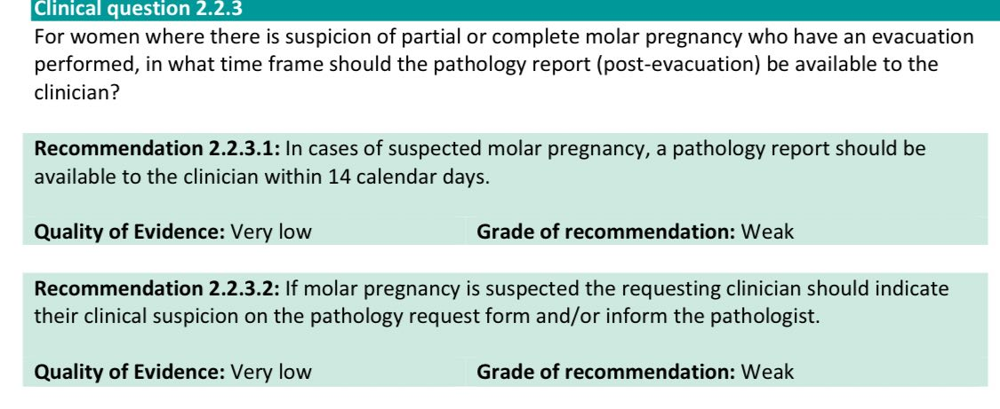 Clinical question 2.2.3
For women where there is suspicion of partial or complete molar pregnancy who have an evacuation
performed, in what time frame should the pathology report (post-evacuation) be available to the
clinician?
Recommendation 2.2.3.1: In cases of suspected molar pregnancy, a pathology report should be
available to the clinician within 14 calendar days.
Quality of Evidence: Very low Grade of recommendation: Weak
Recommendation 2.2.3.2: If molar pregnancy is suspected the requesting clinician should indicate
their clinical suspicion on the pathology request form and/or inform the pathologist.
Quality of Evidence: Very low Grade of recommendation: Weak